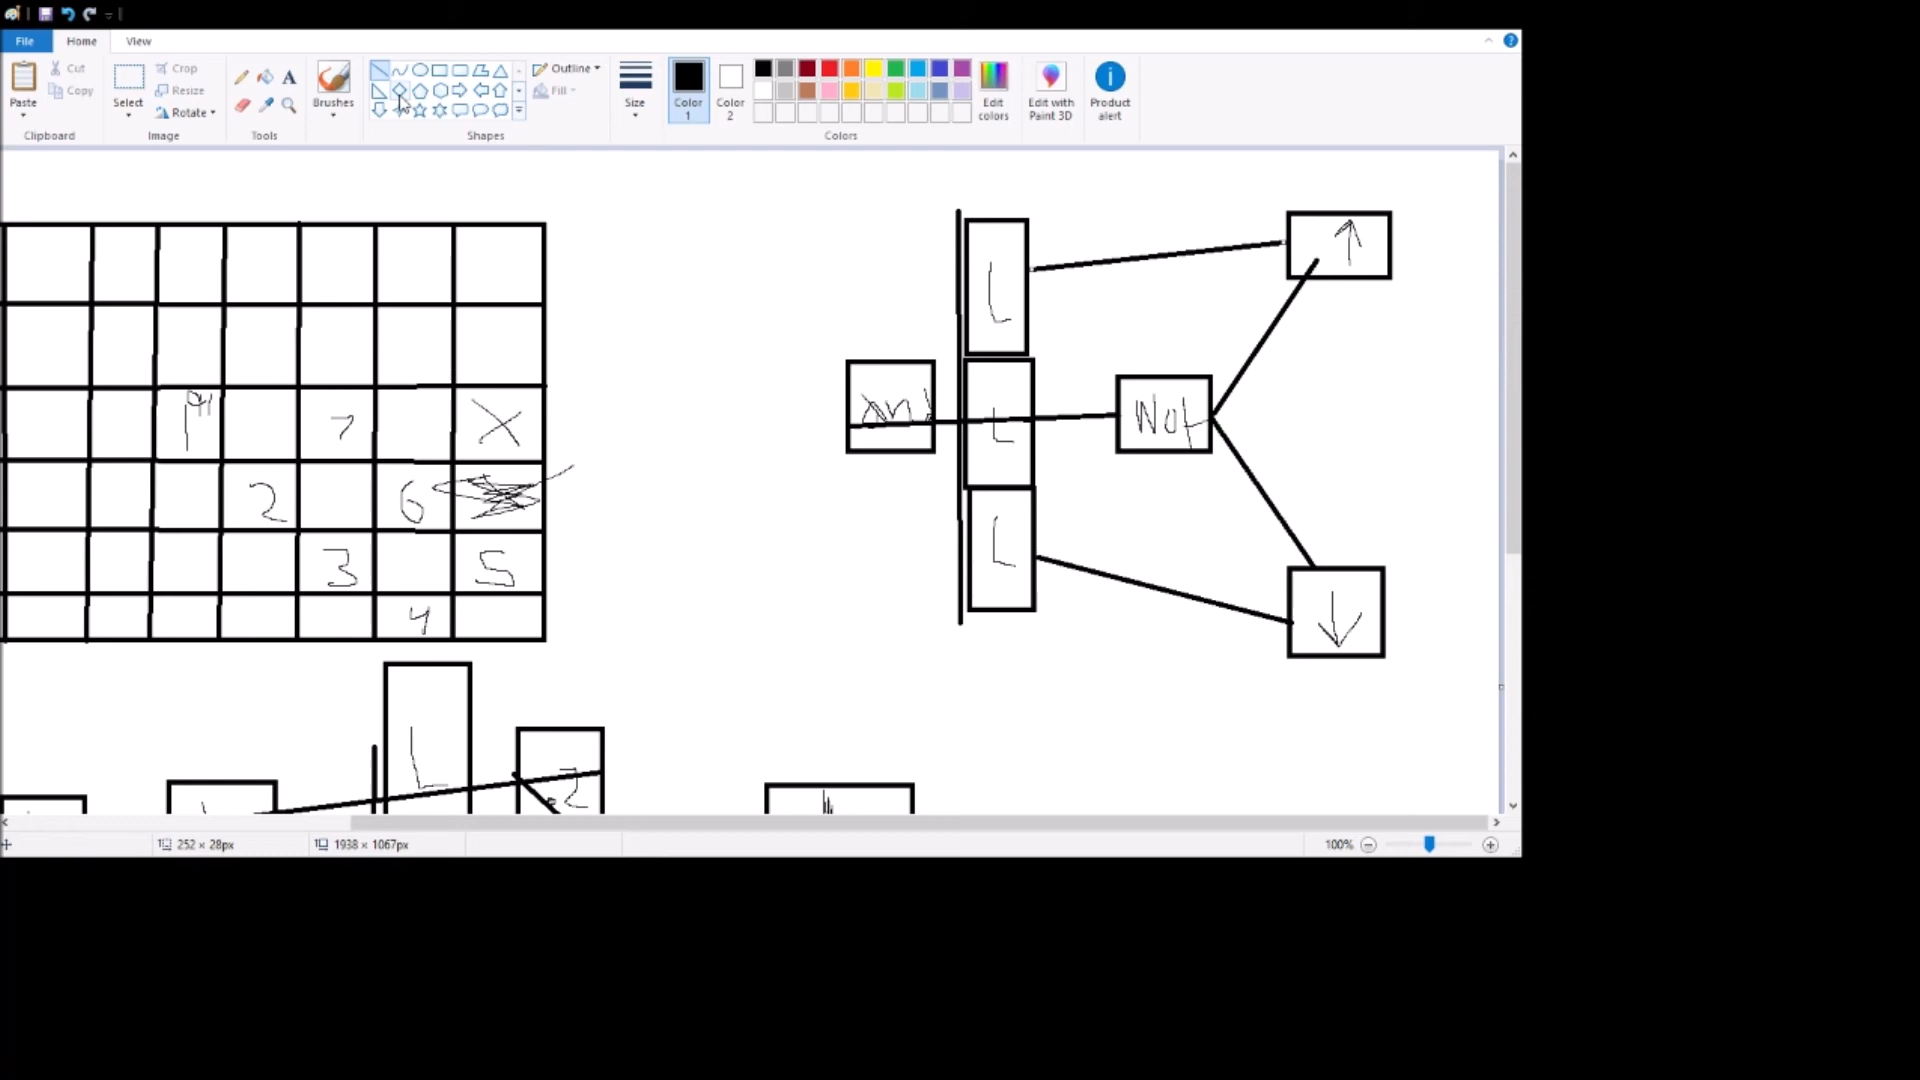 File Home View
Paste
Cut
Copy
Clipboard
Select
Crop
Resize
Rotate
Image
Tools
Brushes
Shapes
Outline
Fill
Size
Color 1
Color 2
Edit colors
Colors
Edit with Paint 3D
Product alert
L
L
L
Not
7 X
2 6
3 5
4
L
.2
252 × 28px
1938 × 1067px
100%